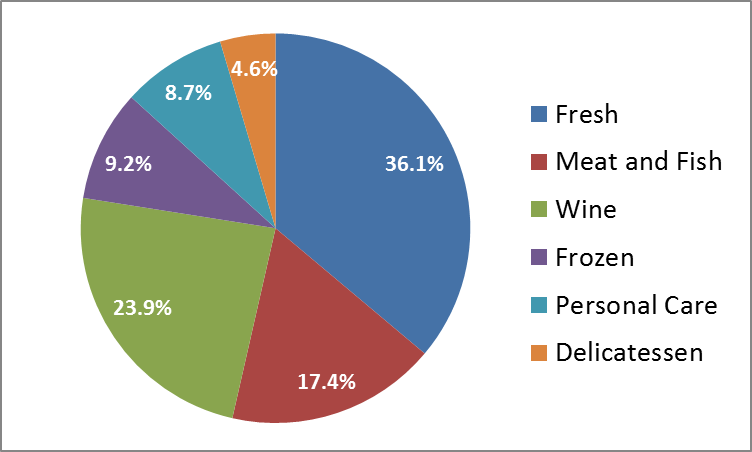 4.6%
8.7%
36.1%
9.2%
23.9%
17.4%
Fresh
Meat and Fish
Wine
Frozen
Personal Care
Delicatessen